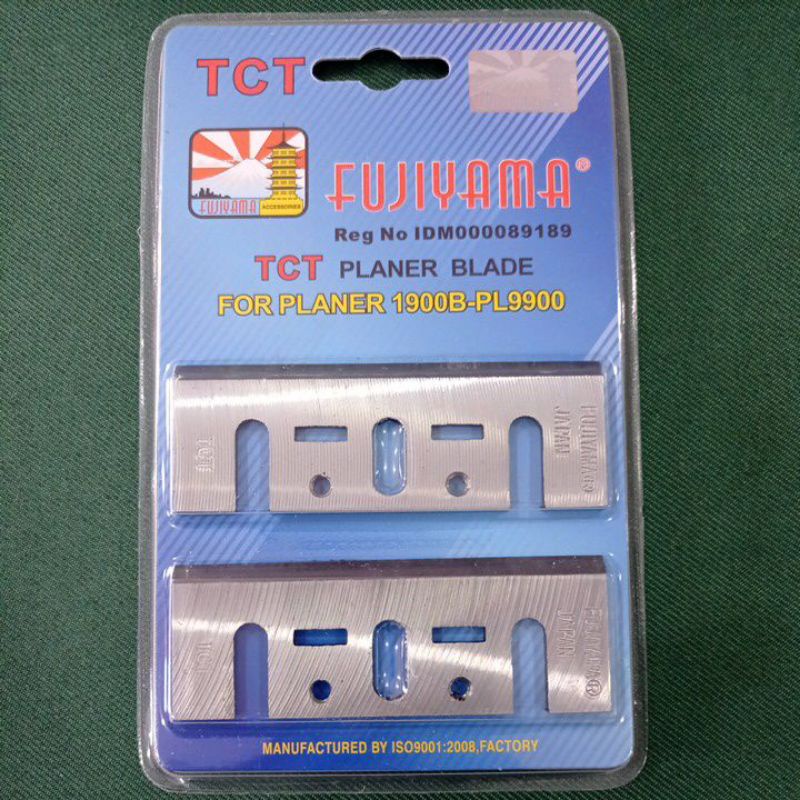 TCT
FUJIYAMA
ACCESSORIES
FUJIYAMA®
Reg No IDM000089189
TCT PLANER BLADE
FOR PLANER 1900B-PL9900
TCT
FUJIYAMA®
JAPAN
TCT
FUJIYAMA®
JAPAN
MANUFACTURED BY ISO9001:2008,FACTORY